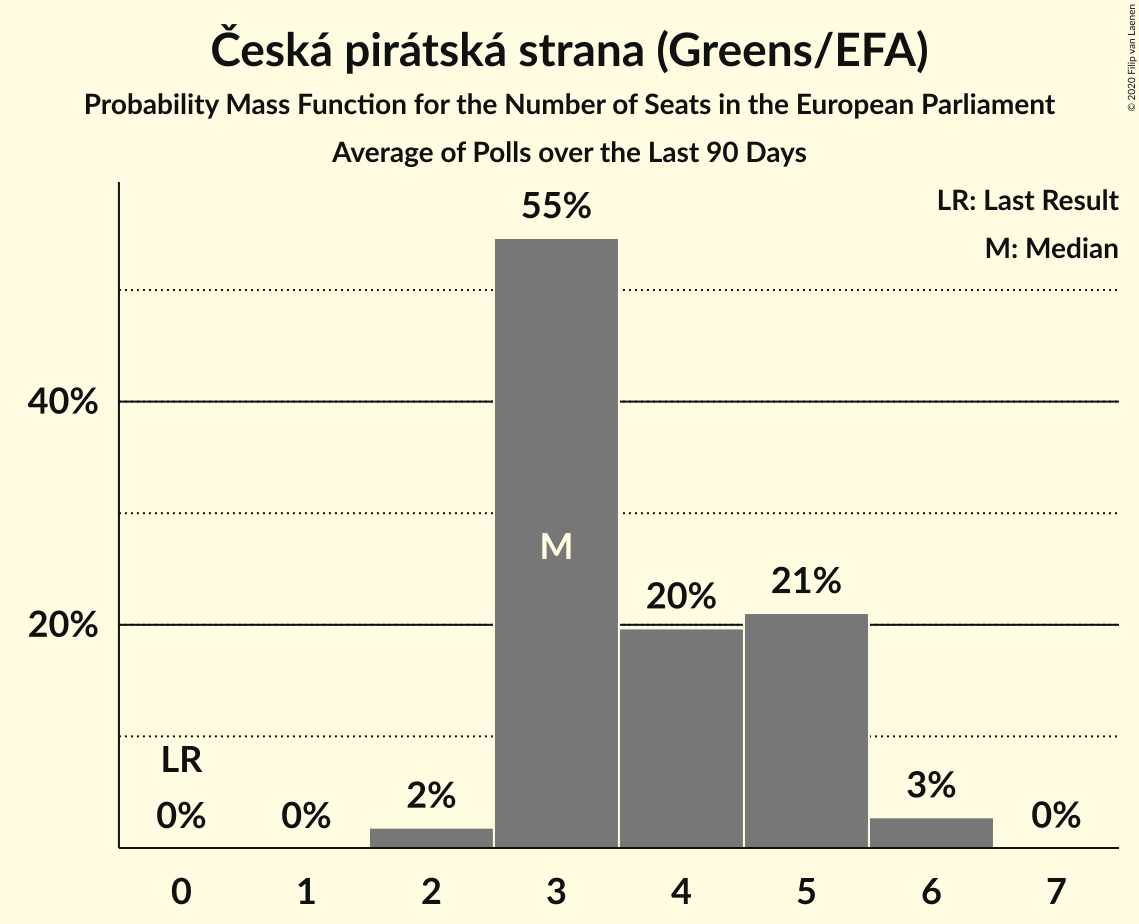 Česká pirátská strana (Greens/EFA)
Probability Mass Function for the Number of Seats in the European Parliament
Average of Polls over the Last 90 Days
© 2020 Filip van Laenen
LR: Last Result
M: Median
55%
40%
M
20%
20%
21%
LR
0%
0%
2%
3%
0%
0 1 2 3 4 5 6 7